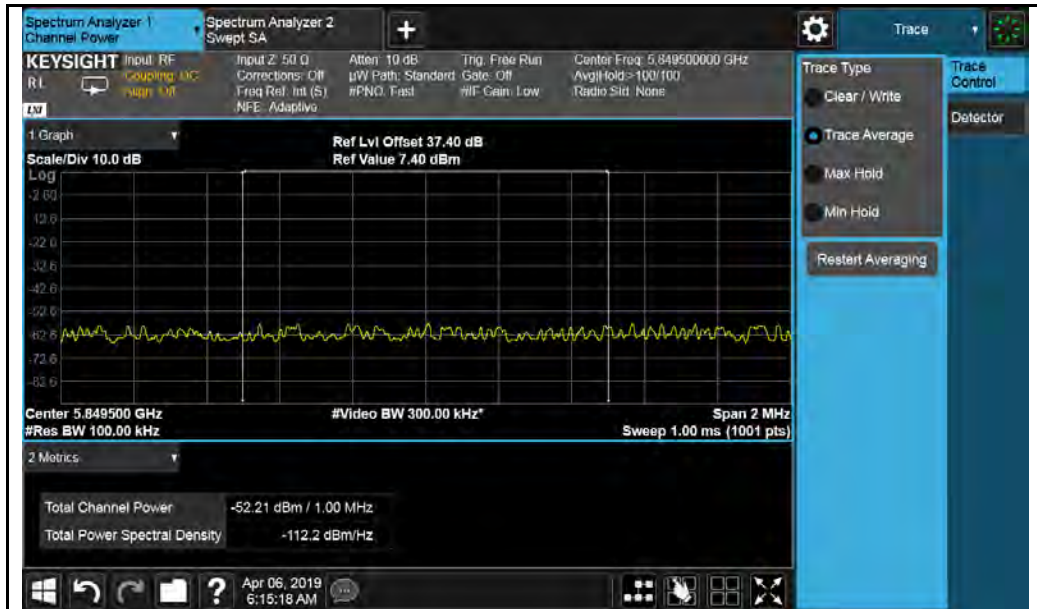 Spectrum Analyzer 1
Channel Power
Spectrum Analyzer 2
Swept SA
+
Trace
KEYSIGHT
RL
LXI
Input: RF
Coupling: DC
Align: Off
Input Z: 50 Ω
Corrections: Off
Freq Ref: Int (S)
NFE: Adaptive
Atten: 10 dB
µW Path: Standard
#PNO: Fast
Trig: Free Run
Gate: Off
#IF Gain: Low
Center Freq: 5.849500000 GHz
Avg|Hold:>100/100
Radio Std: None
Trace Type
Clear / Write
Trace Average
Max Hold
Min Hold
Restart Averaging
Trace
Control
Detector
1 Graph
Scale/Div 10.0 dB
Ref Lvl Offset 37.40 dB
Ref Value 7.40 dBm
Log
-2.60
-12.6
-22.6
-32.6
-42.6
-52.6
-62.6
-72.6
-82.6
Center 5.849500 GHz
#Res BW 100.00 kHz
#Video BW 300.00 kHz*
Span 2 MHz
Sweep 1.00 ms (1001 pts)
2 Metrics
Total Channel Power -52.21 dBm / 1.00 MHz
Total Power Spectral Density -112.2 dBm/Hz
?
Apr 06, 2019
6:15:18 AM